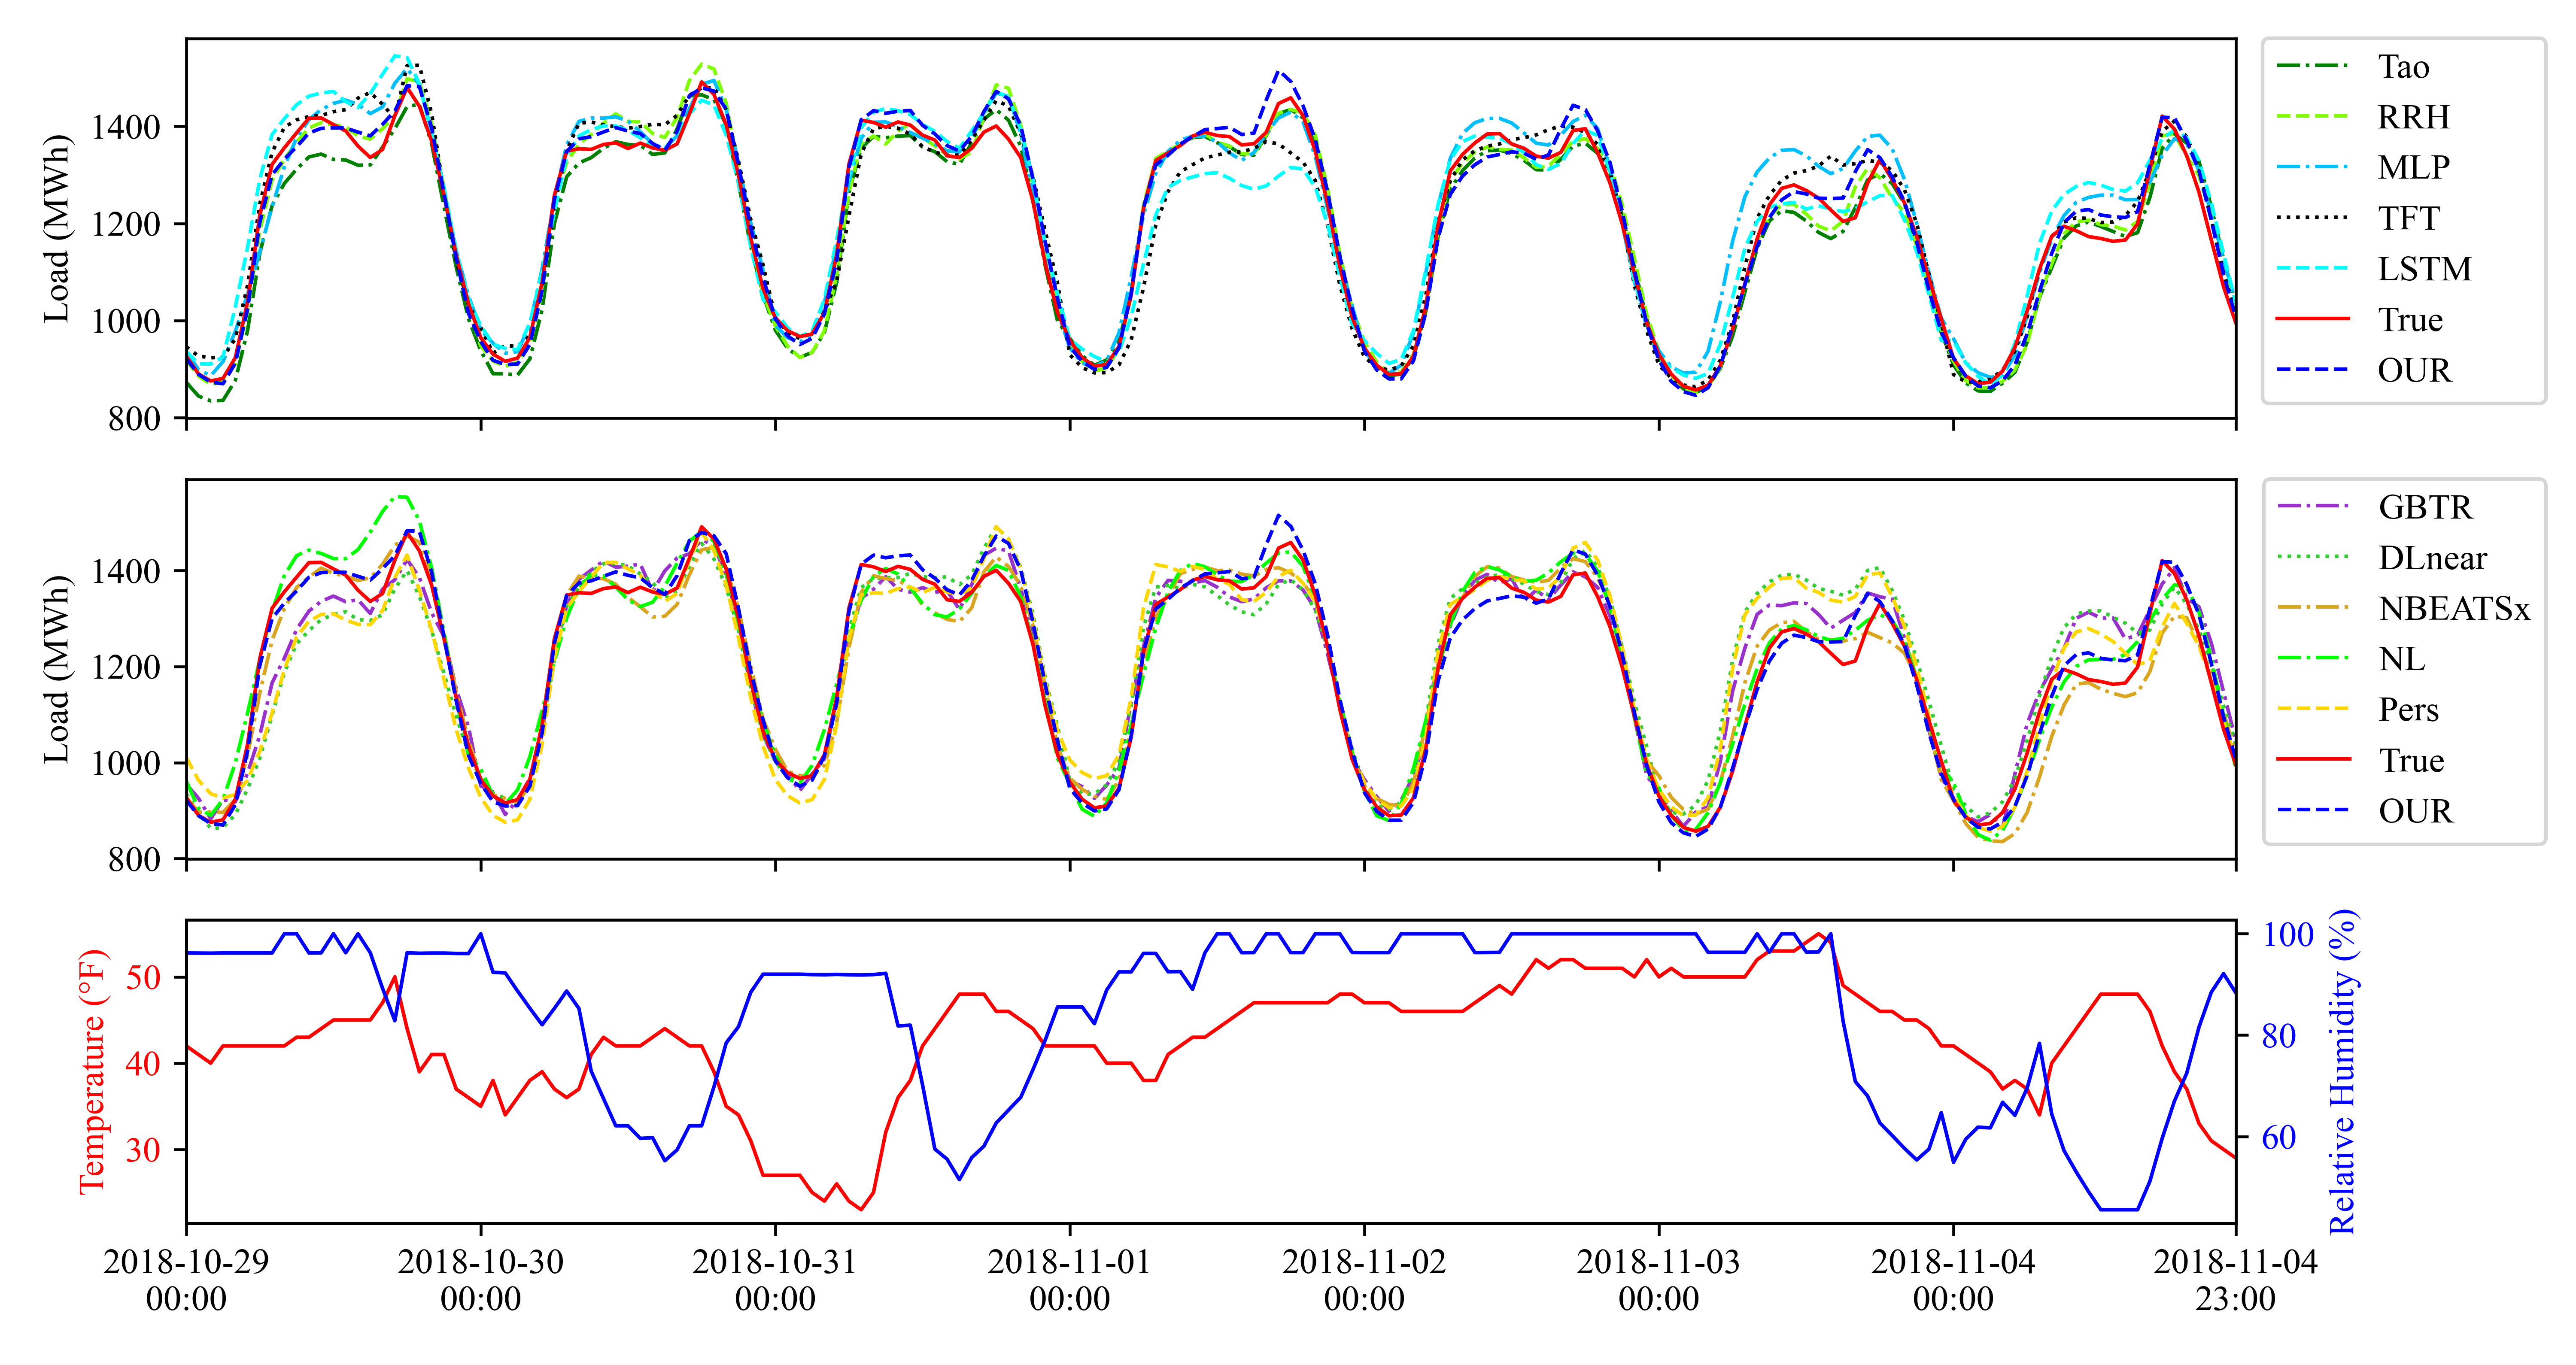 Load (MWh)
1400
1200
1000
800
Tao
RRH
MLP
TFT
LSTM
True
OUR
Load (MWh)
1400
1200
1000
800
GBTR
DLnear
NBEATSx
NL
Pers
True
OUR
Temperature (°F)
50
40
30
100
80
60
Relative Humidity (%)
2018-10-29 2018-10-30 2018-10-31 2018-11-01 2018-11-02 2018-11-03 2018-11-04 2018-11-04
00:00 00:00 00:00 00:00 00:00 00:00 00:00 23:00